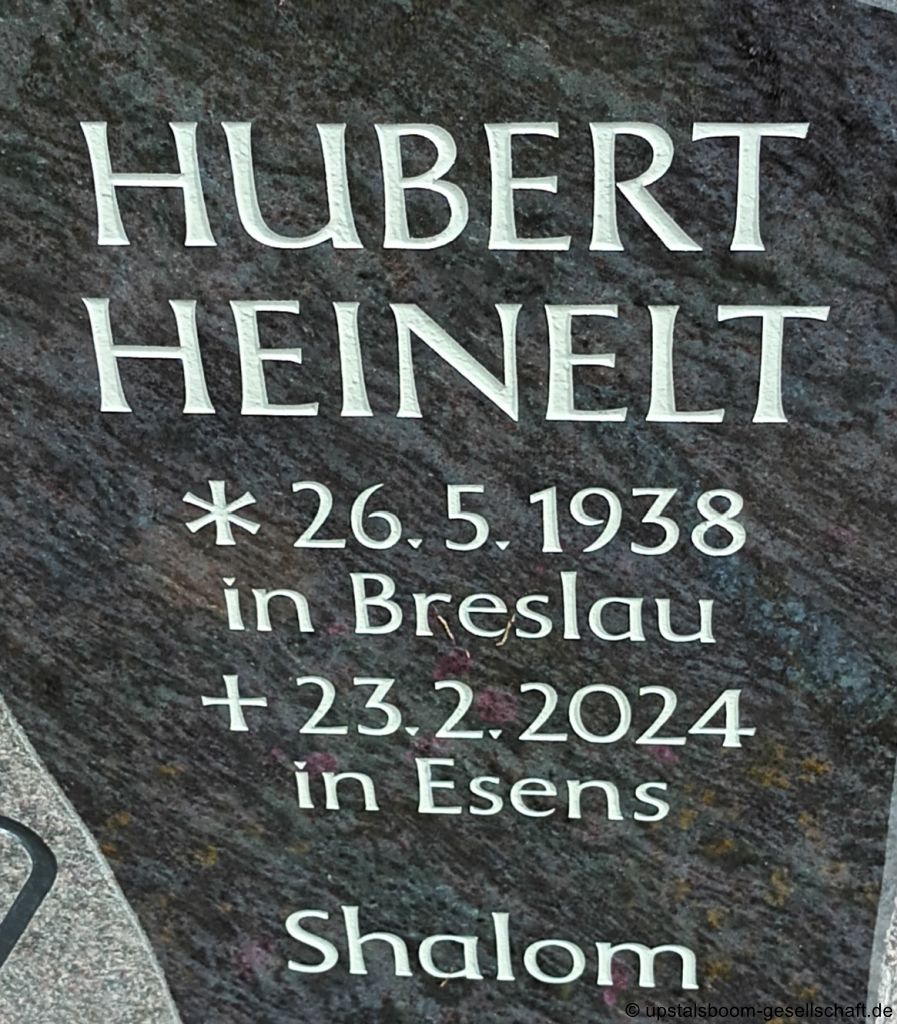 HUBERT
HEINELT
* 26.5.1938
in Breslau
+ 23.2.2024
in Esens
Shalom
© upstalsboom-gesellschaft.de